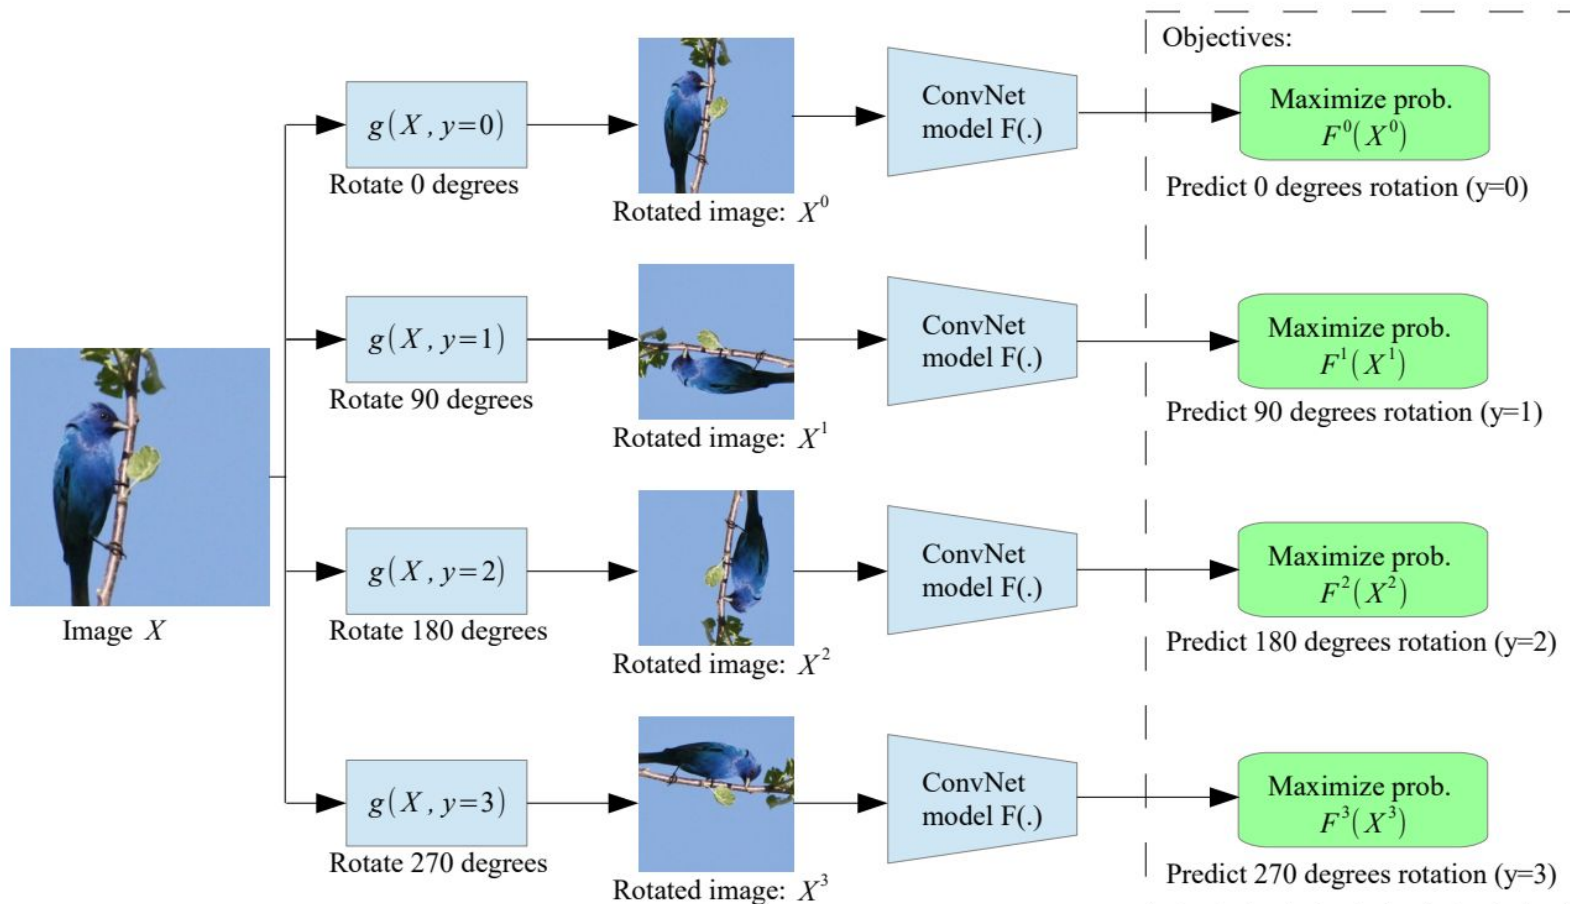 Objectives:
g(X, y=0)
Rotate 0 degrees
Rotated image: X⁰
ConvNet
model F(.)
Maximize prob.
F⁰(X⁰)
Predict 0 degrees rotation (y=0)
g(X, y=1)
Rotate 90 degrees
Rotated image: X¹
ConvNet
model F(.)
Maximize prob.
F¹(X¹)
Predict 90 degrees rotation (y=1)
Image X
g(X, y=2)
Rotate 180 degrees
Rotated image: X²
ConvNet
model F(.)
Maximize prob.
F²(X²)
Predict 180 degrees rotation (y=2)
g(X, y=3)
Rotate 270 degrees
Rotated image: X³
ConvNet
model F(.)
Maximize prob.
F³(X³)
Predict 270 degrees rotation (y=3)